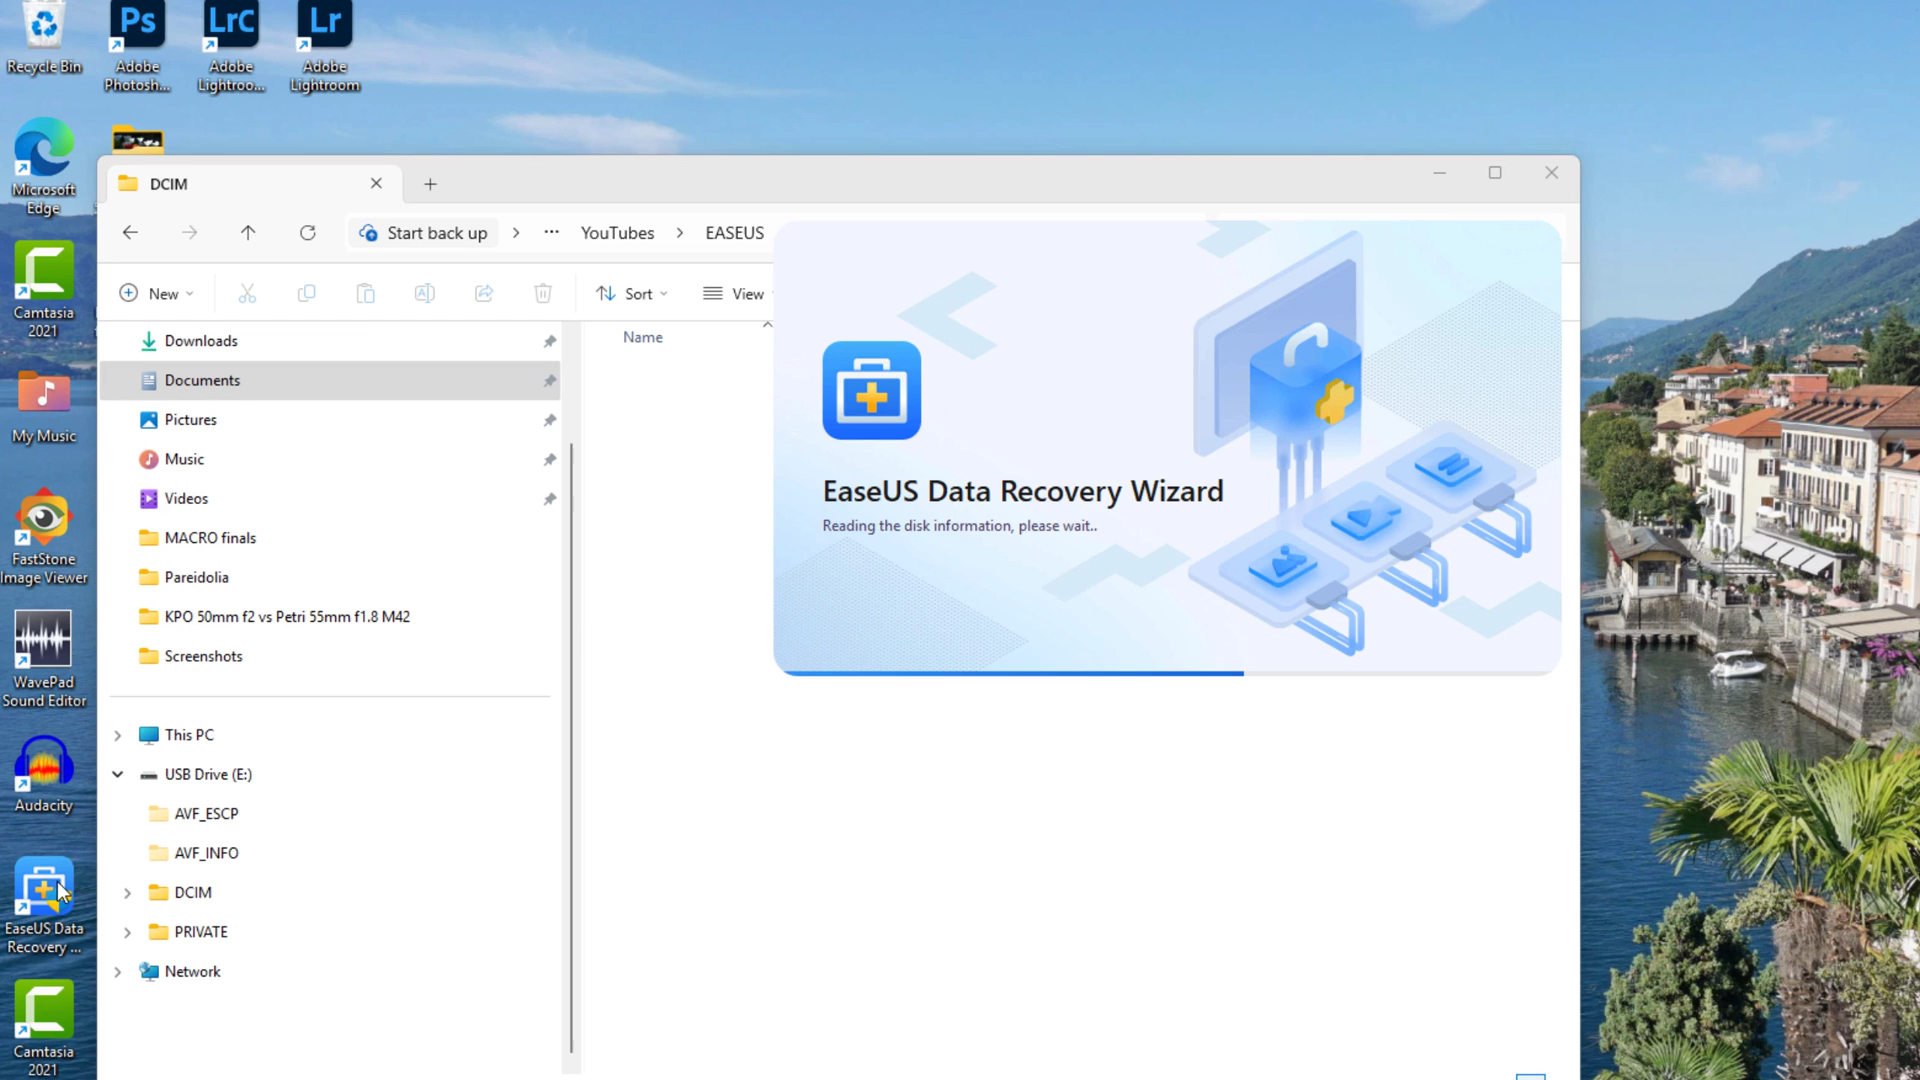 Recycle Bin
Ps
Adobe
Photosh...
LrC
Adobe
Lightroo...
Lr
Adobe
Lightroom
Microsoft
Edge
Camtasia
2021
My Music
FastStone
Image Viewer
WavePad
Sound Editor
Audacity
EaseUS Data
Recovery ...
Camtasia
2021
DCIM
Start back up
...
YouTubes
EASEUS
New
Sort
View
Downloads
Documents
Pictures
Music
Videos
MACRO finals
Pareidolia
KPO 50mm f2 vs Petri 55mm f1.8 M42
Screenshots
This PC
USB Drive (E:)
AVF_ESCP
AVF_INFO
DCIM
PRIVATE
Network
Name
EaseUS Data Recovery Wizard
Reading the disk information, please wait..